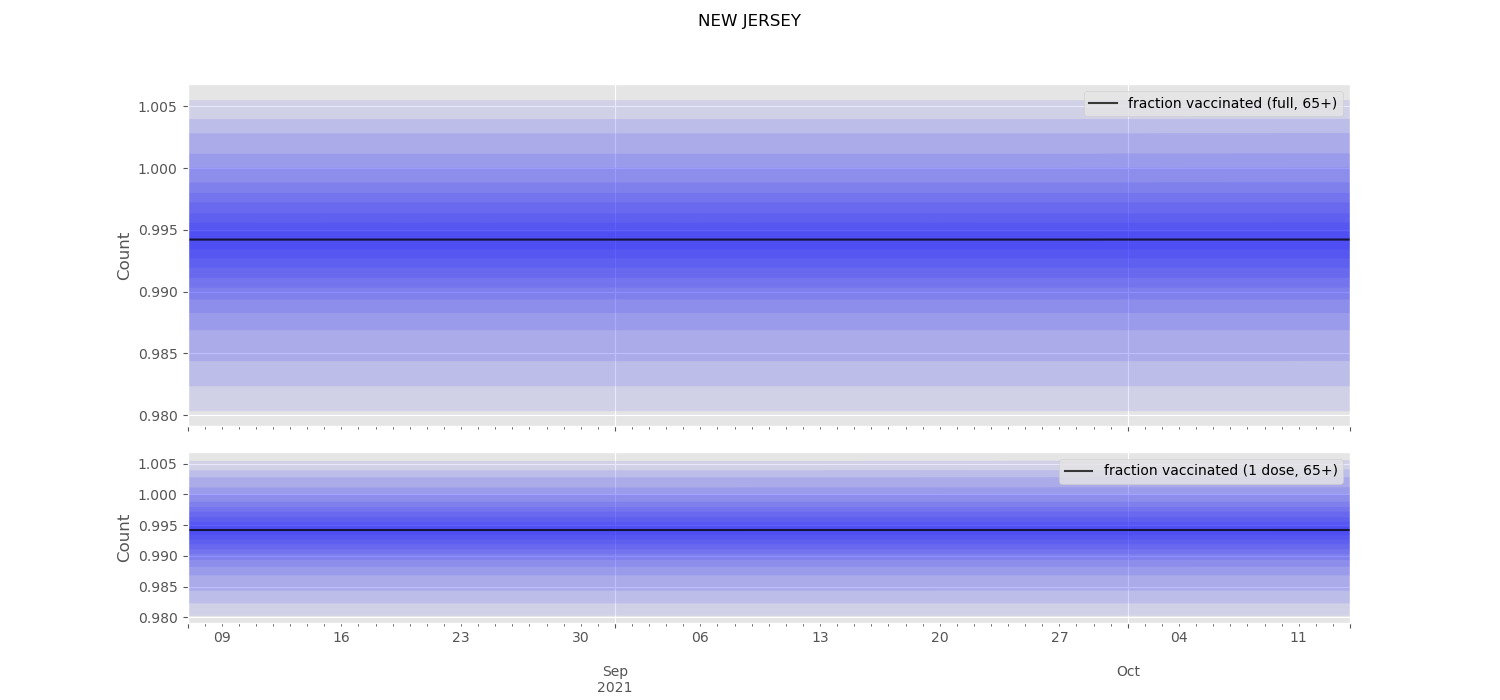 NEW JERSEY
1.005
1.000
0.995
0.990
0.985
0.980
Count
fraction vaccinated (full, 65+)
1.005
1.000
0.995
0.990
0.985
0.980
Count
fraction vaccinated (1 dose, 65+)
09 16 23 30 06 13 20 27 04 11
Sep Oct
2021